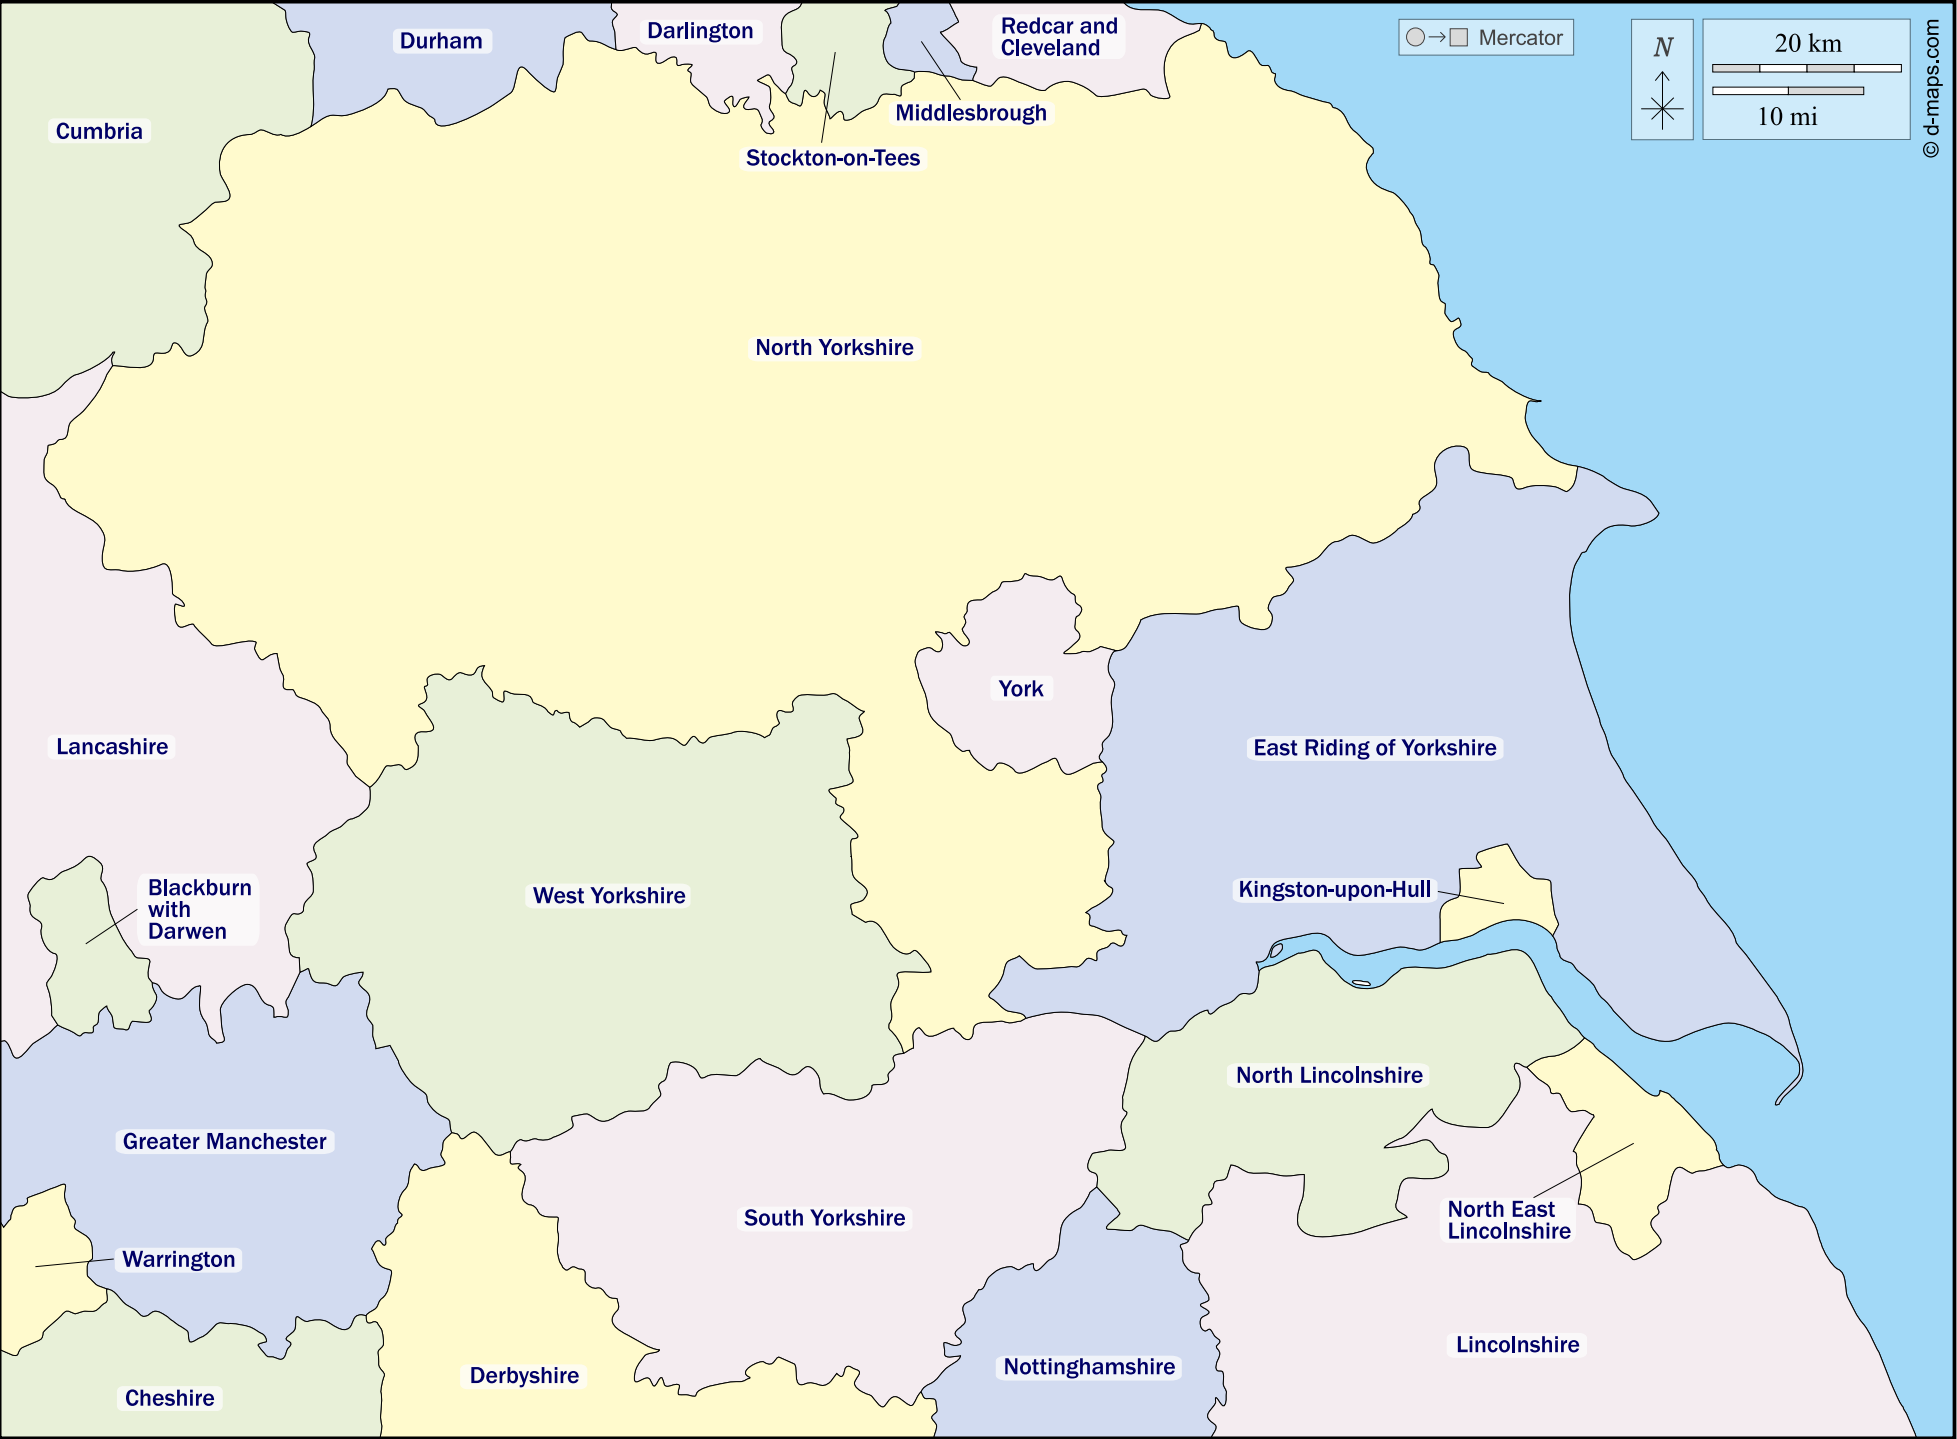 Durham
Darlington
Redcar and
Cleveland
Mercator
N
20 km
10 mi
© d-maps.com
Cumbria
Middlesbrough
Stockton-on-Tees
North Yorkshire
York
Lancashire
East Riding of Yorkshire
Blackburn
with
Darwen
West Yorkshire
Kingston-upon-Hull
North Lincolnshire
Greater Manchester
South Yorkshire
North East
Lincolnshire
Warrington
Lincolnshire
Nottinghamshire
Derbyshire
Cheshire